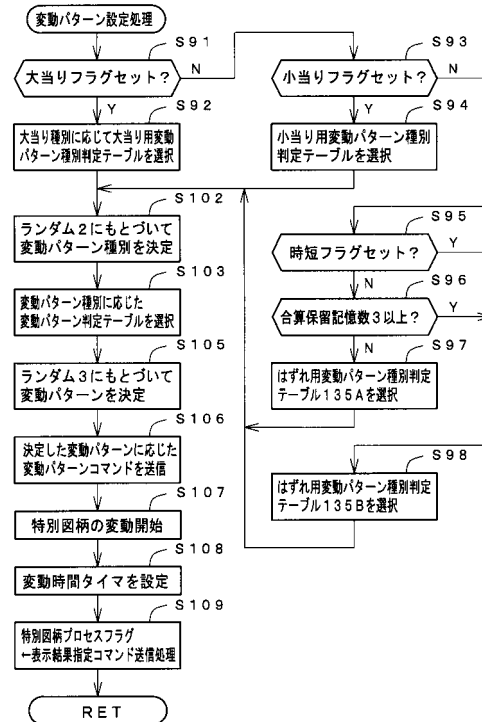 変動パターン設定処理
S91
大当りフラグセット?
N
Y
S92
大当り種別に応じて大当り用変動
パターン種別判定テーブルを選択
S93
小当りフラグセット?
N
Y
S94
小当り用変動パターン種別
判定テーブルを選択
S95
時短フラグセット?
Y
N
S96
合算保留記憶数3以上?
Y
N
S97
はずれ用変動パターン種別判定
テーブル135Aを選択
S98
はずれ用変動パターン種別判定
テーブル135Bを選択
S102
ランダム2にもとづいて
変動パターン種別を決定
S103
変動パターン種別に応じた
変動パターン判定テーブルを選択
S105
ランダム3にもとづいて
変動パターンを決定
S106
決定した変動パターンに応じた
変動パターンコマンドを送信
S107
特別図柄の変動開始
S108
変動時間タイマを設定
S109
特別図柄プロセスフラグ
←表示結果指定コマンド送信処理
RET